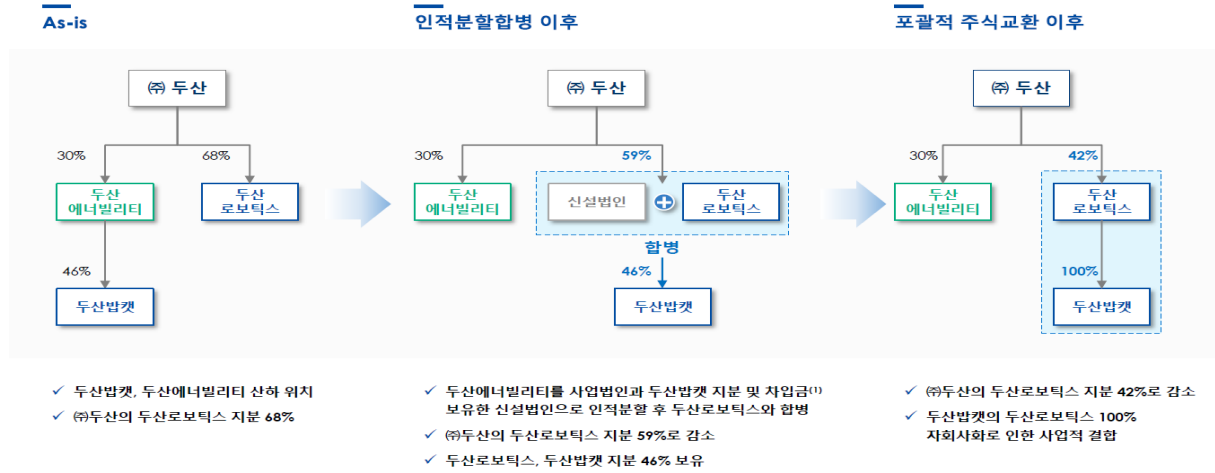 As-is
인적분할합병 이후
포괄적 주식교환 이후
㈜ 두산
30%
68%
두산
에너빌리티
두산
로보틱스
46%
두산밥캣
㈜ 두산
30%
59%
두산
에너빌리티
신설법인
두산
로보틱스
합병
46%
두산밥캣
㈜ 두산
30%
42%
두산
에너빌리티
두산
로보틱스
100%
두산밥캣
✓ 두산밥캣, 두산에너빌리티 산하 위치
✓ ㈜두산의 두산로보틱스 지분 68%
✓ 두산에너빌리티를 사업법인과 두산밥캣 지분 및 차입금(1)
보유한 신설법인으로 인적분할 후 두산로보틱스와 합병
✓ ㈜두산의 두산로보틱스 지분 59%로 감소
✓ 두산로보틱스, 두산밥캣 지분 46% 보유
✓ ㈜두산의 두산로보틱스 지분 42%로 감소
✓ 두산밥캣의 두산로보틱스 100%
자회사화로 인한 사업적 결합